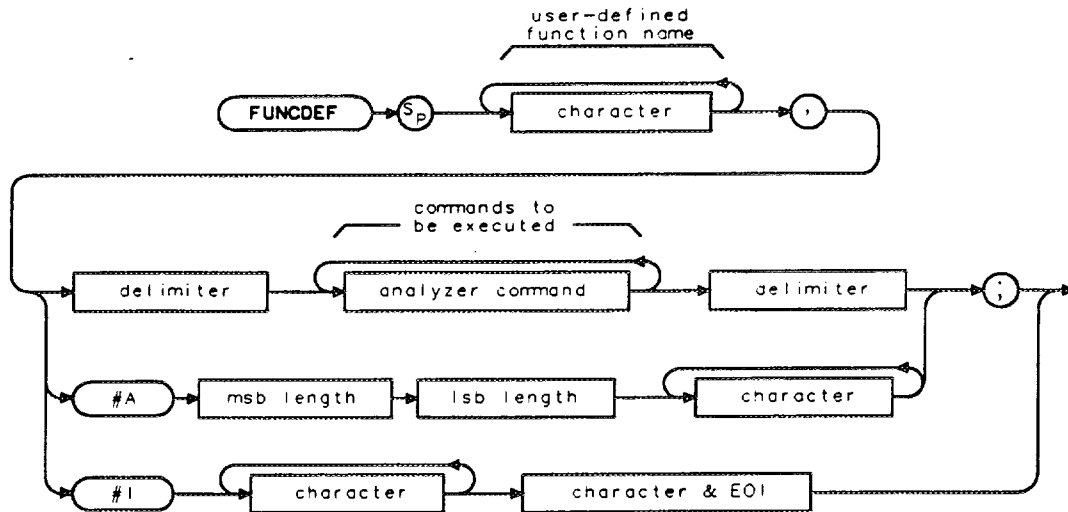 user-defined
function name
FUNCDEF
Sp
character
,
commands to
be executed
delimiter
analyzer command
delimiter
;
#A
msb length
lsb length
character
#I
character
character & EOI